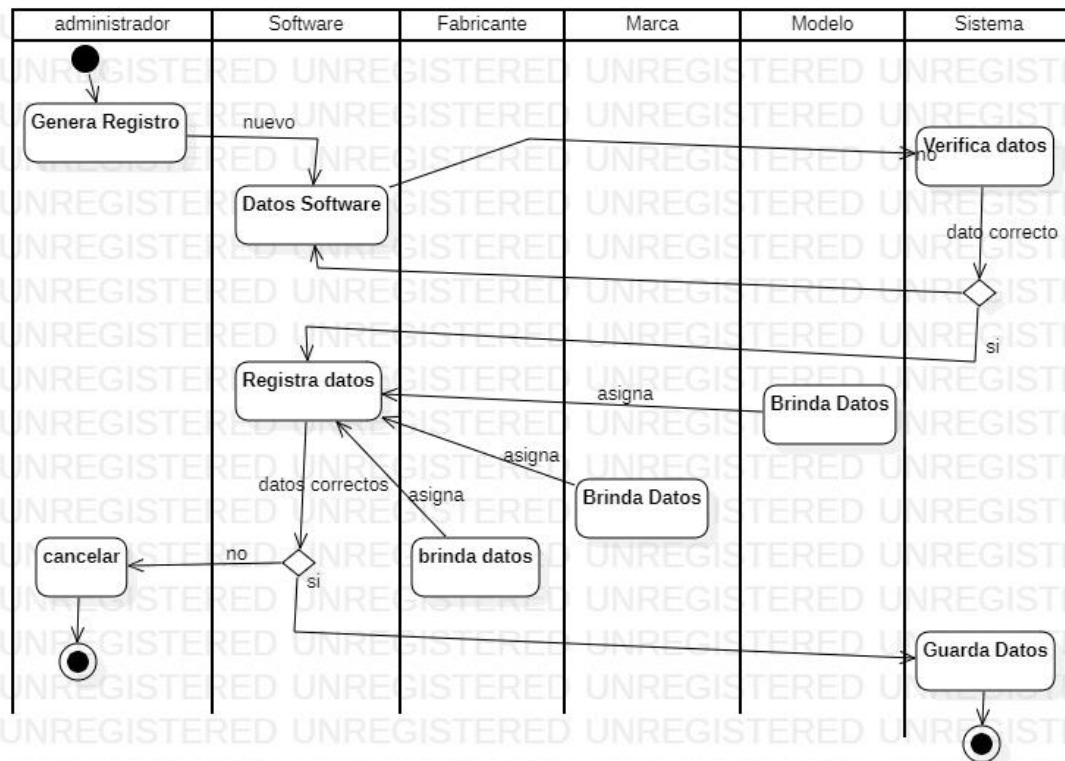 administrador
Software
Fabricante
Marca
Modelo
Sistema
Genera Registro
nuevo
Verifica datos
no
Datos Software
dato correcto
si
Registra datos
asigna
Brinda Datos
asigna
Brinda Datos
datos correctos
asigna
cancelar
no
si
brinda datos
Guarda Datos
UNREGISTERED